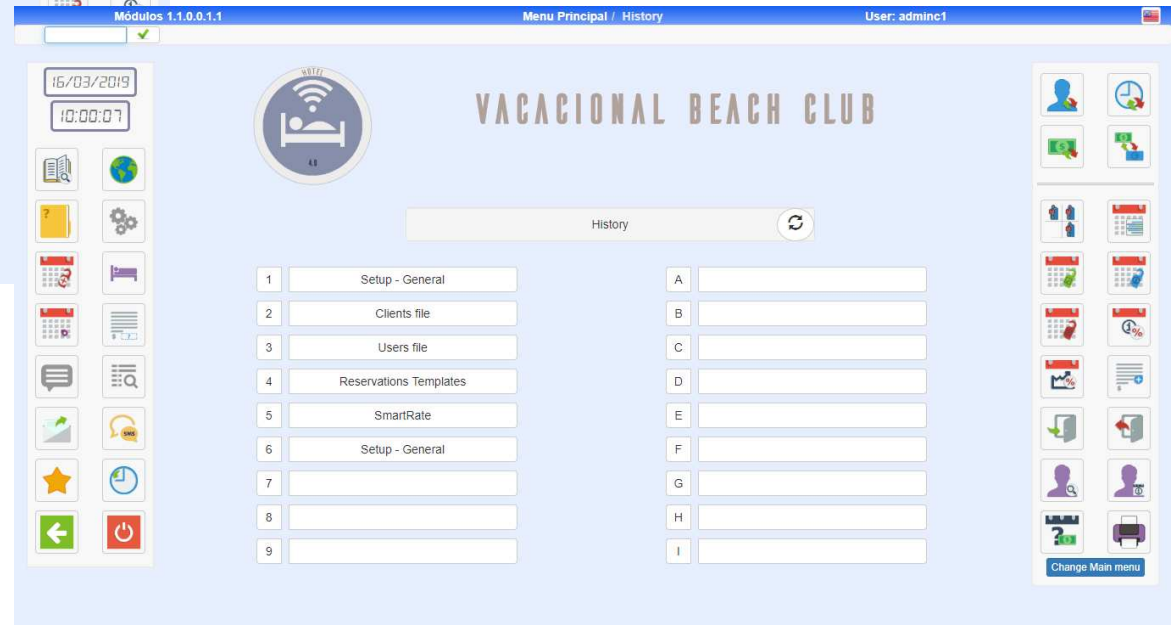 Módulos 1.1.0.0.1.1
Menu Principal / History
User: adminc1
16/03/2019
10:00:07
HOTEL
4.0
VACACIONAL BEACH CLUB
History
1 Setup - General
2 Clients file
3 Users file
4 Reservations Templates
5 SmartRate
6 Setup - General
7
8
9
A
B
C
D
E
F
G
H
I
SMS
Change Main menu